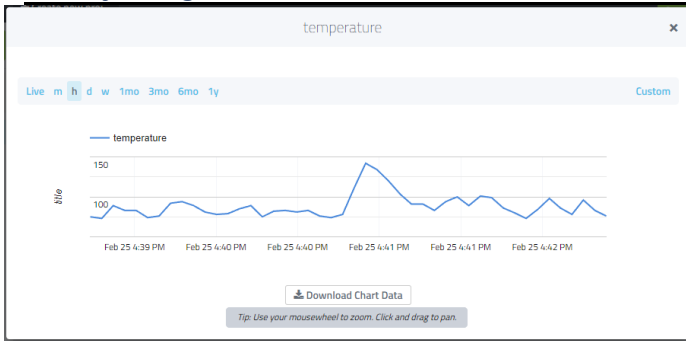 temperature
×
Live m h d w 1mo 3mo 6mo 1y Custom
temperature
150
title
100
Feb 25 4:39 PM Feb 25 4:40 PM Feb 25 4:40 PM Feb 25 4:41 PM Feb 25 4:41 PM Feb 25 4:42 PM
Download Chart Data
Tip: Use your mousewheel to zoom. Click and drag to pan.